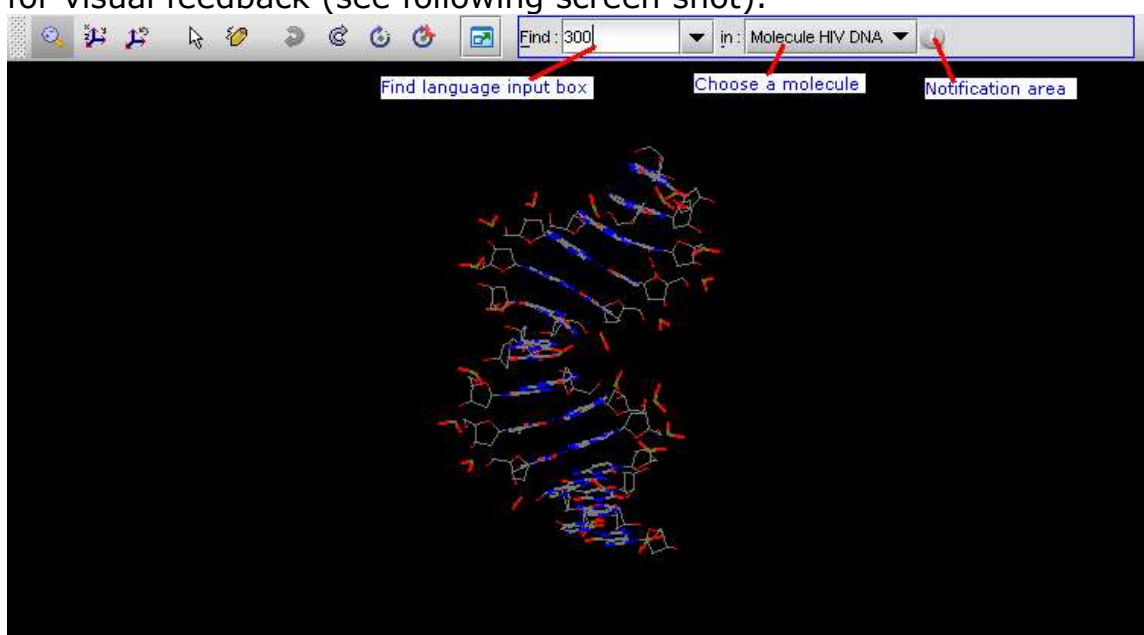 for visual feedback (see following screen shot).
Find : 300 in : Molecule HIV DNA
Find language input box Choose a molecule Notification area